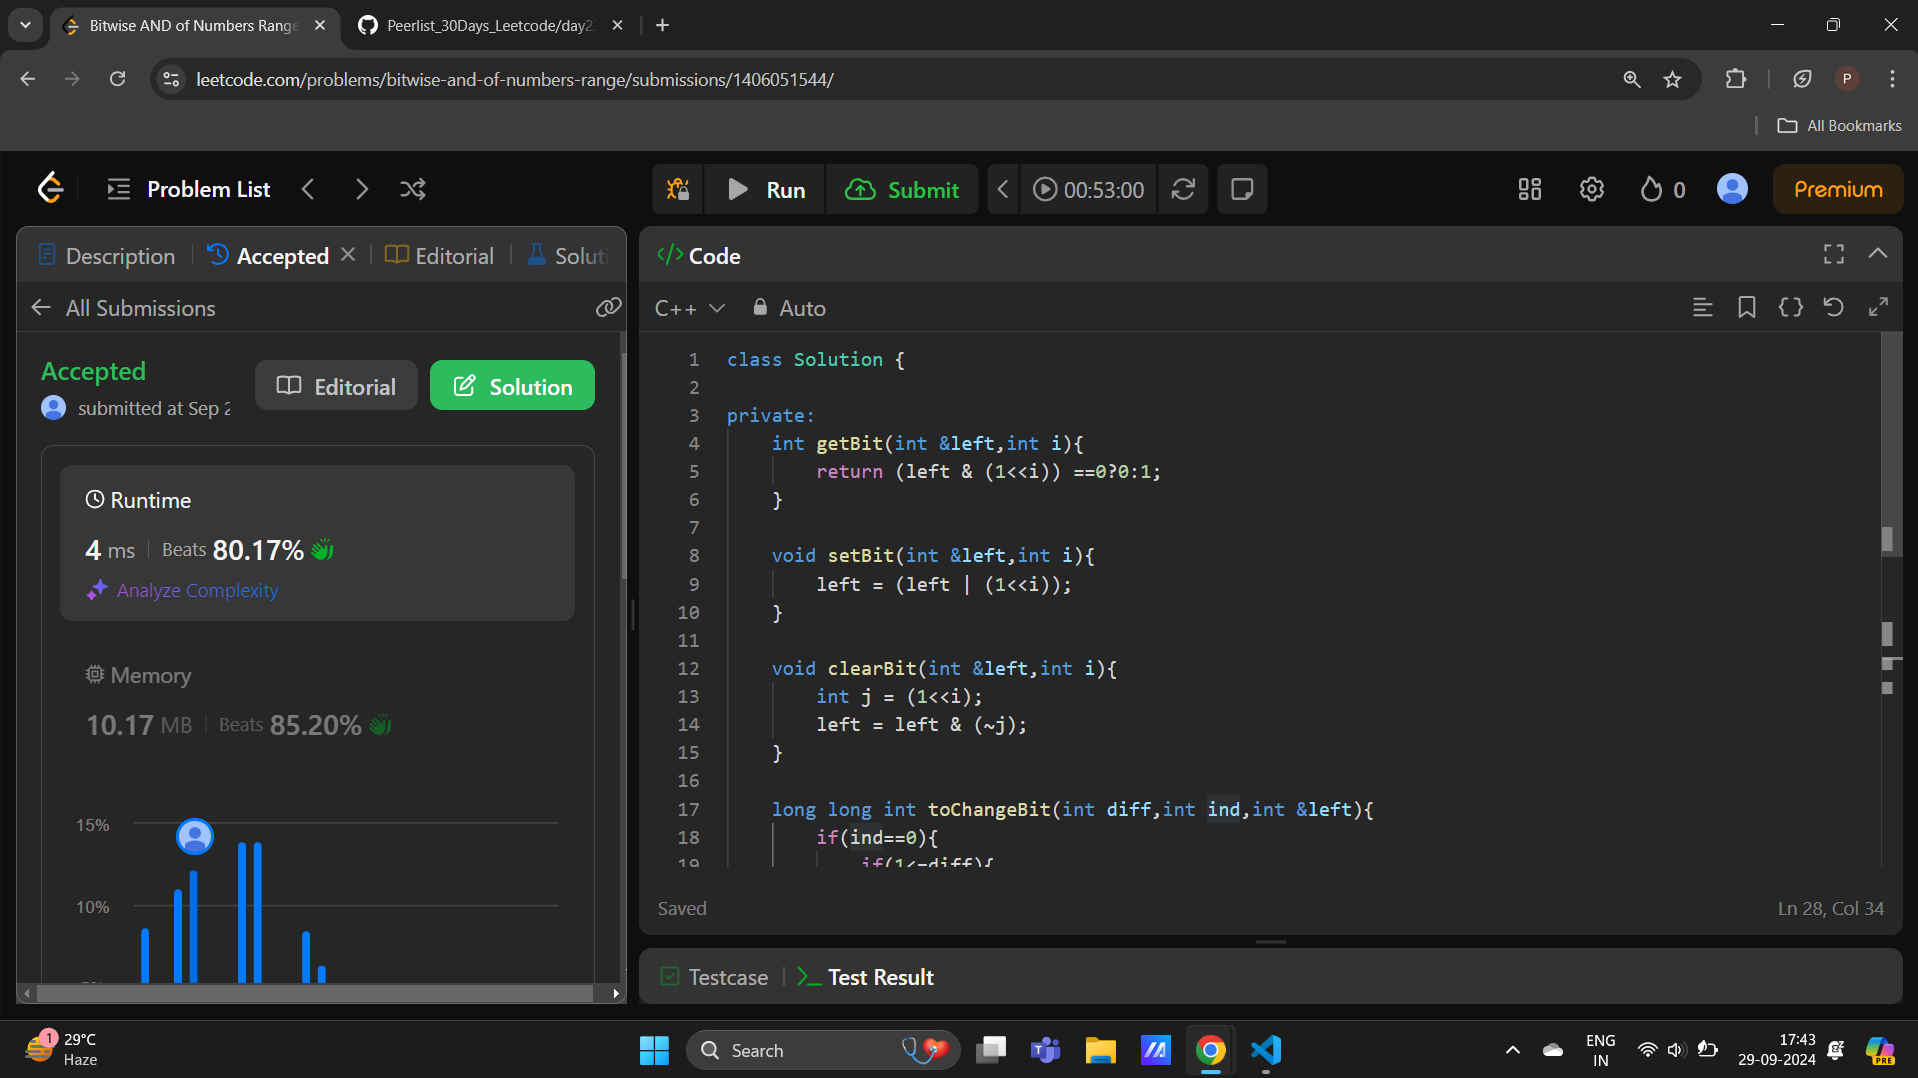 Bitwise AND of Numbers Range
Peerlist_30Days_Leetcode/day2
leetcode.com/problems/bitwise-and-of-numbers-range/submissions/1406051544/
P
All Bookmarks
Problem List
Run
Submit
00:53:00
0
Premium
Description
Accepted
Editorial
Soluti
All Submissions
Accepted
submitted at Sep 2
Editorial
Solution
Runtime
4 ms
Beats 80.17%
Analyze Complexity
Memory
10.17 MB
Beats 85.20%
15%
10%
</> Code
C++
Auto
1 class Solution {
2
3 private:
4 int getBit(int &left,int i){
5 return (left & (1<<i)) ==0?0:1;
6 }
7
8 void setBit(int &left,int i){
9 left = (left | (1<<i));
10 }
11
12 void clearBit(int &left,int i){
13 int j = (1<<i);
14 left = left & (~j);
15 }
16
17 long long int toChangeBit(int diff,int ind,int &left){
18 if(ind==0){
19 if(1<=diff){
Saved
Ln 28, Col 34
Testcase
>_ Test Result
1
29°C
Haze
Search
ENG
IN
17:43
29-09-2024
PRE